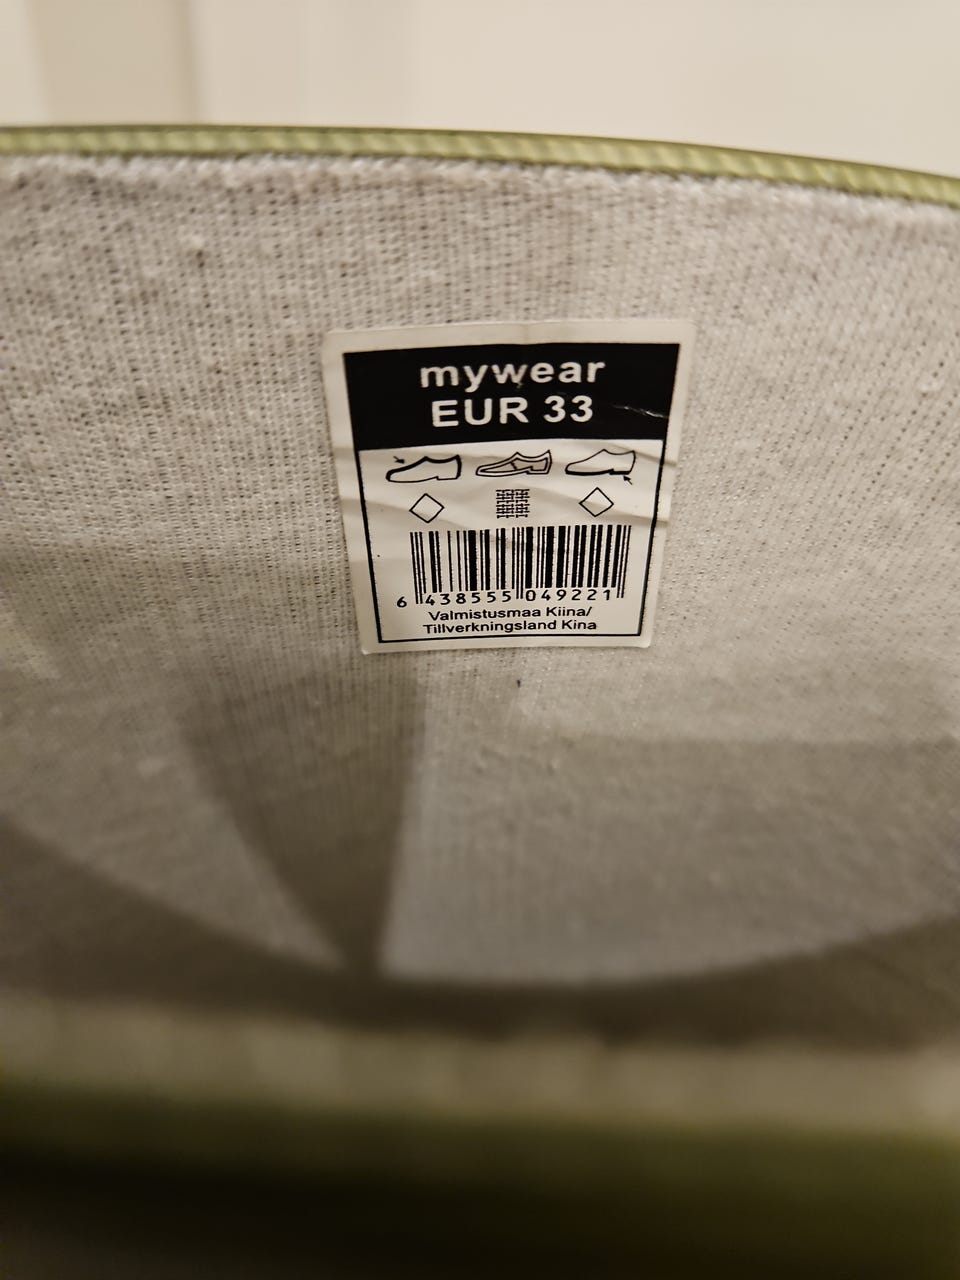 mywear
EUR 33
6 438555 049221
Valmistusmaa Kiina/
Tillverkningsland Kina